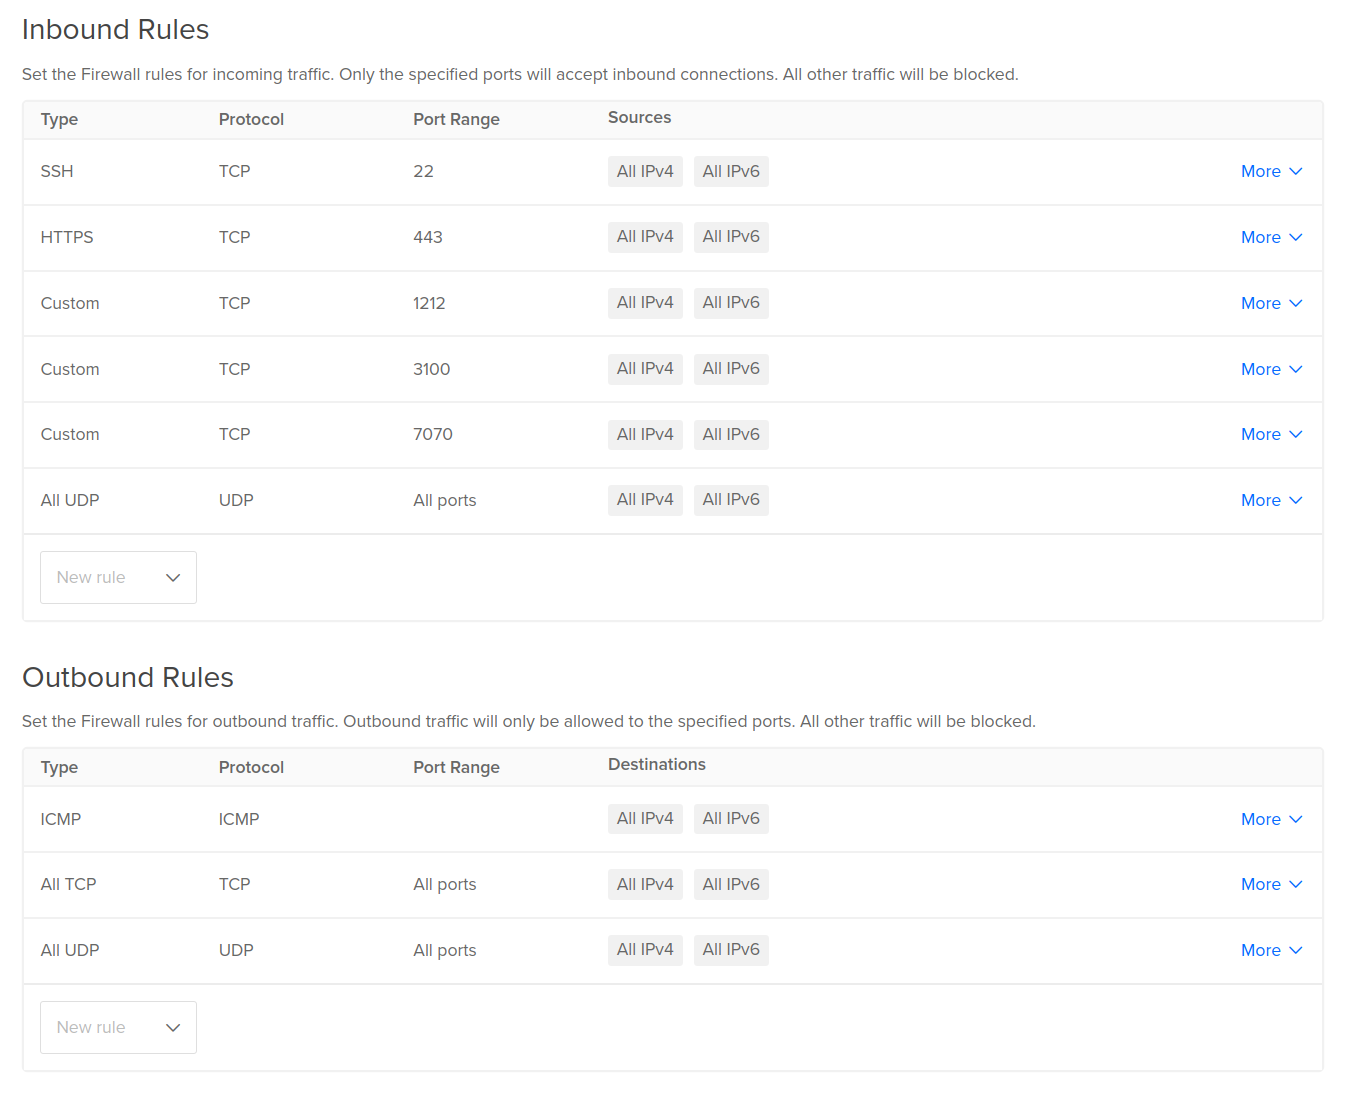 Inbound Rules
Set the Firewall rules for incoming traffic. Only the specified ports will accept inbound connections. All other traffic will be blocked.
Type Protocol Port Range Sources
SSH TCP 22 All IPv4 All IPv6 More
HTTPS TCP 443 All IPv4 All IPv6 More
Custom TCP 1212 All IPv4 All IPv6 More
Custom TCP 3100 All IPv4 All IPv6 More
Custom TCP 7070 All IPv4 All IPv6 More
All UDP UDP All ports All IPv4 All IPv6 More
New rule
Outbound Rules
Set the Firewall rules for outbound traffic. Outbound traffic will only be allowed to the specified ports. All other traffic will be blocked.
Type Protocol Port Range Destinations
ICMP ICMP All IPv4 All IPv6 More
All TCP TCP All ports All IPv4 All IPv6 More
All UDP UDP All ports All IPv4 All IPv6 More
New rule